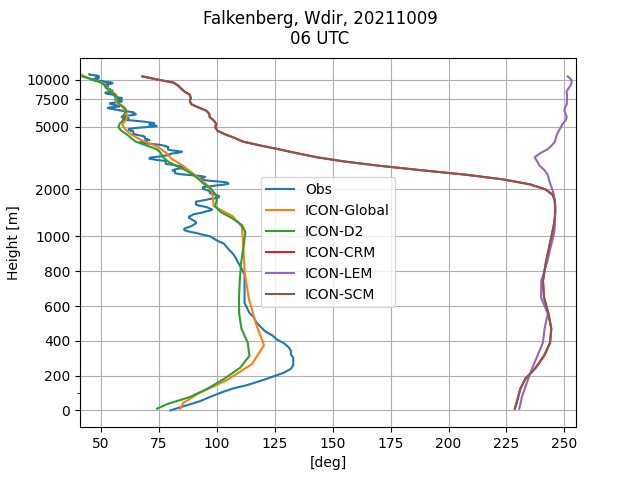 Falkenberg, Wdir, 20211009
06 UTC
Height [m]
10000
7500
5000
2000
1000
800
600
400
200
0
Obs
ICON-Global
ICON-D2
ICON-CRM
ICON-LEM
ICON-SCM
50 75 100 125 150 175 200 225 250
[deg]